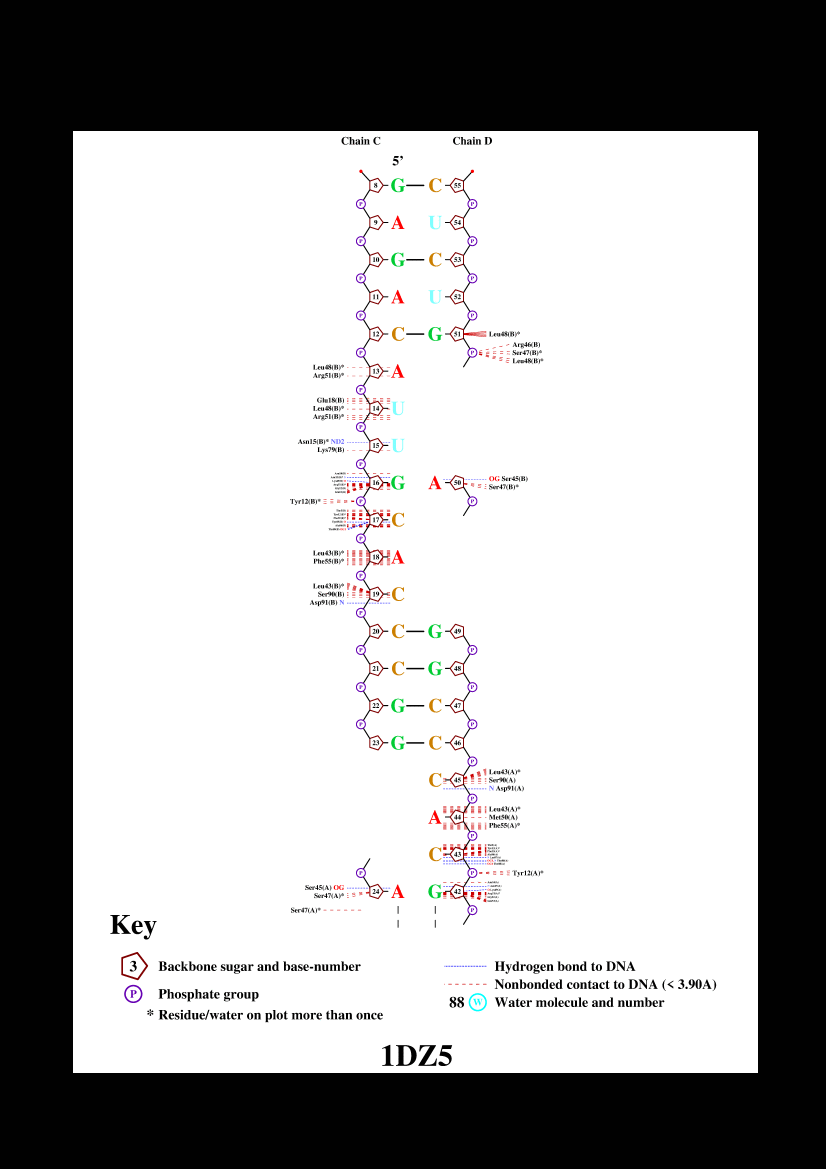 Chain C Chain D
5’
8 G C 55
P P
9 A U 54
P P
10 G C 53
P P
11 A U 52
P P
12 C G 51 Leu48(B)*
Arg46(B)
P P Ser47(B)*
Leu48(B)*
Leu48(B)*
13 A
Arg51(B)*
P
Glu18(B)
Leu48(B)* 14 U
Arg51(B)*
P
Asn15(B)* ND2
15 U
Lys79(B)
P
16 G A 50 OG Ser45(B)
Ser47(B)*
Tyr12(B)* P P
17 C
P
Leu43(B)*
18 A
Phe55(B)*
P
Leu43(B)*
Ser90(B) 19 C
Asp91(B) N
P
20 C G 49
P P
21 C G 48
P P
22 G C 47
P P
23 G C 46
P
Leu43(A)*
C 45 Ser90(A)
N Asp91(A)
P
Leu43(A)*
A 44 Met50(A)
Phe55(A)*
P
C 43
P P Tyr12(A)*
Ser45(A) OG
24 A G 42
Ser47(A)*
Ser47(A)* P
Key
3 Backbone sugar and base-number
P Phosphate group
* Residue/water on plot more than once
Hydrogen bond to DNA
Nonbonded contact to DNA (< 3.90A)
88 W Water molecule and number
1DZ5